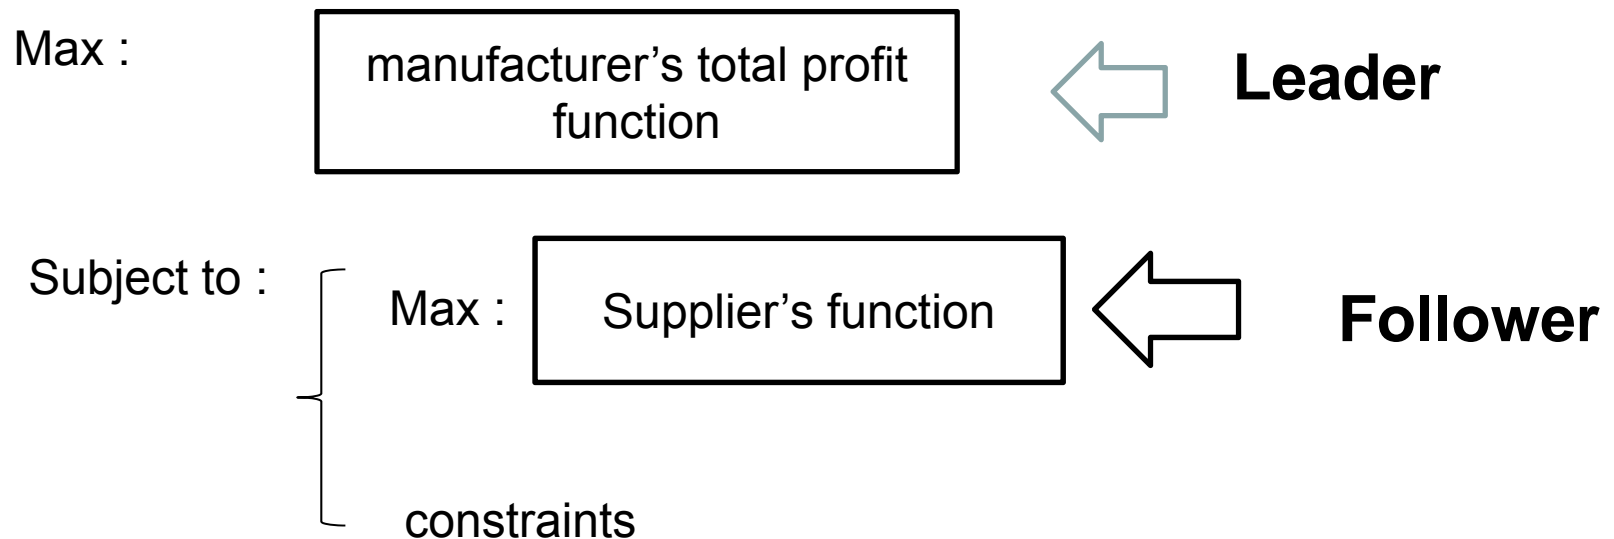 Max :
manufacturer’s total profit
function
Leader
Subject to :
Max :
Supplier’s function
Follower
constraints